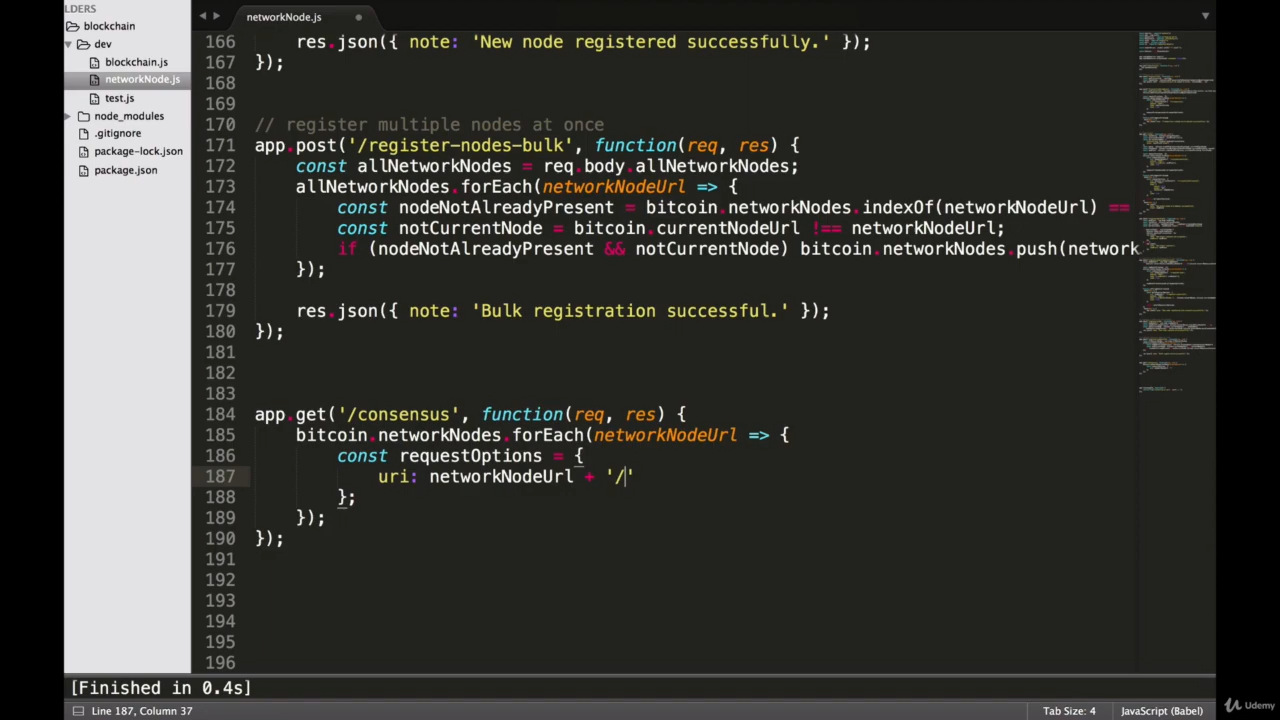 LDERS
blockchain
dev
blockchain.js
networkNode.js
test.js
node_modules
.gitignore
package-lock.json
package.json
networkNode.js
166 res.json({ note: 'New node registered successfully.' });
167 });
168
169
170 // register multiple nodes at once
171 app.post('/register-nodes-bulk', function(req, res) {
172 const allNetworkNodes = req.body.allNetworkNodes;
173 allNetworkNodes.forEach(networkNodeUrl => {
174 const nodeNotAlreadyPresent = bitcoin.networkNodes.indexOf(networkNodeUrl) ==
175 const notCurrentNode = bitcoin.currentNodeUrl !== networkNodeUrl;
176 if (nodeNotAlreadyPresent && notCurrentNode) bitcoin.networkNodes.push(network
177 });
178
179 res.json({ note: 'Bulk registration successful.' });
180 });
181
182
183
184 app.get('/consensus', function(req, res) {
185 bitcoin.networkNodes.forEach(networkNodeUrl => {
186 const requestOptions = {
187 uri: networkNodeUrl + '/'
188 };
189 });
190 });
191
192
193
194
195
196
[Finished in 0.4s]
Line 187, Column 37
Tab Size: 4
JavaScript (Babel)
Udemy